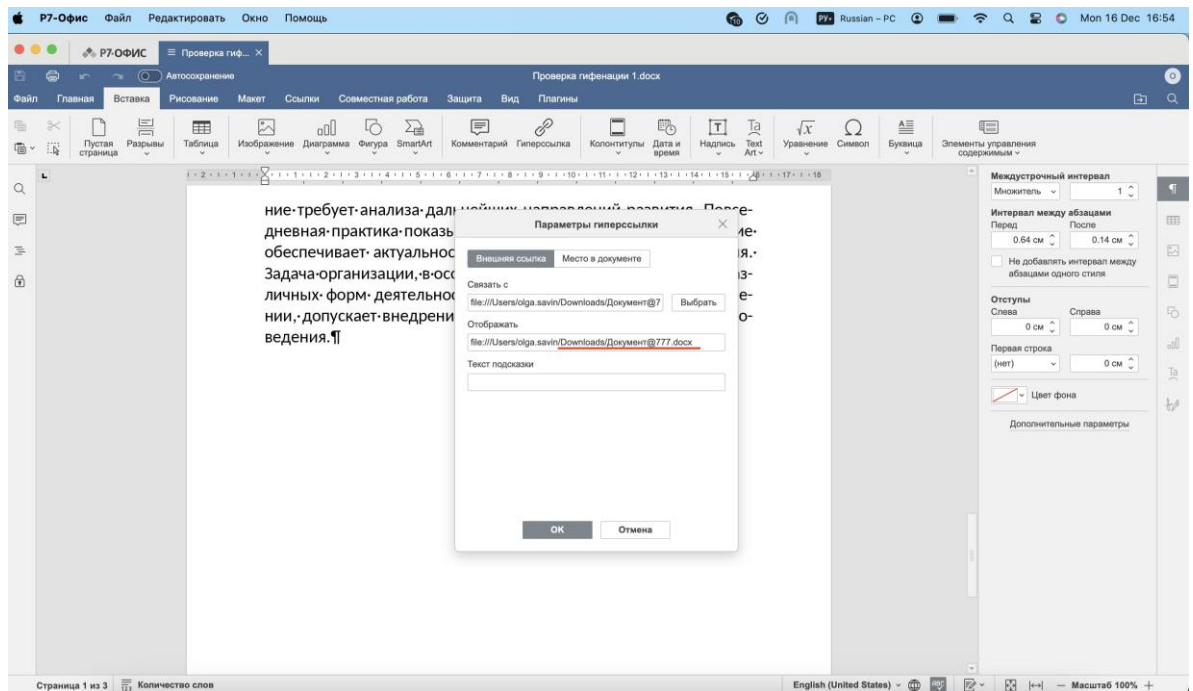 Р7-Офис Файл Редактировать Окно Помощь Russian – PC Mon 16 Dec 16:54
Р7-ОФИС Проверка гиф... ×
Автосохранение Проверка гифенации 1.docx
Файл Главная Вставка Рисование Макет Ссылки Совместная работа Защита Вид Плагины
Пустая страница Разрывы Таблица Изображение Диаграмма Фигура SmartArt Комментарий Гиперссылка Колонтитулы Дата и время Надпись Text Art Уравнение Символ Буквица Элементы управления содержимым
ние·требует·анализа·дал
дневная·практика·показы
обеспечивает· актуальнос
Задача·организации,·в·осо
личных· форм· деятельнос
нии,· допускает·внедрени
ведения.¶
Параметры гиперссылки
Внешняя ссылка Место в документе
Связать с
file:///Users/olga.savin/Downloads/Документ@7 Выбрать
Отображать
file:///Users/olga.savin/Downloads/Документ@777.docx
Текст подсказки
OK Отмена
Междустрочный интервал
Множитель 1
Интервал между абзацами
Перед После
0.64 см 0.14 см
Не добавлять интервал между
абзацами одного стиля
Отступы
Слева Справа
0 см 0 см
Первая строка
(нет) 0 см
Цвет фона
Дополнительные параметры
Страница 1 из 3 Количество слов English (United States) Масштаб 100%